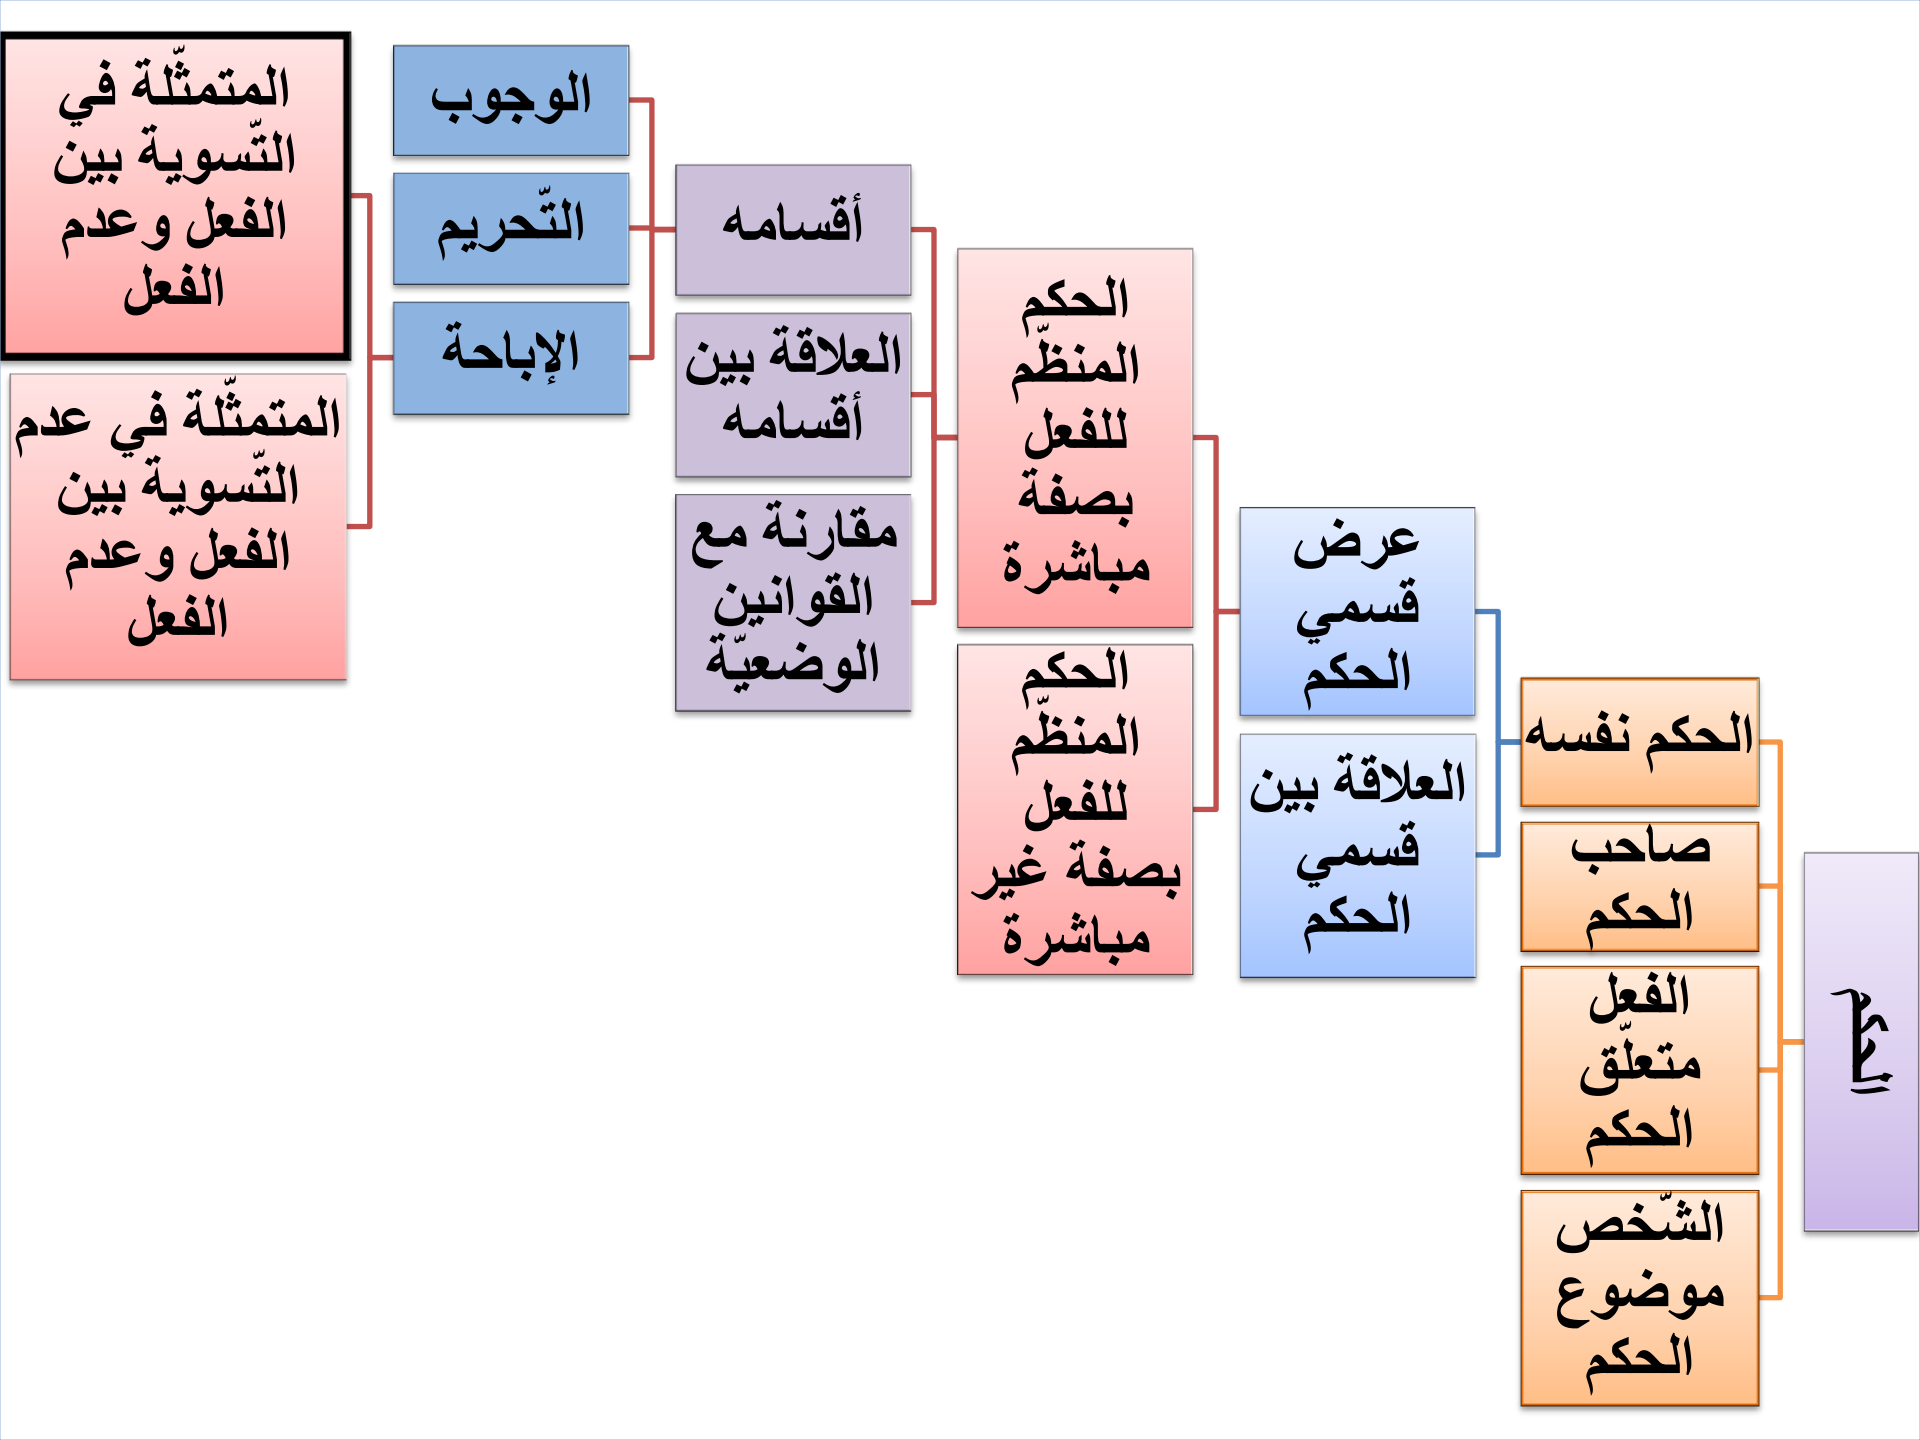 الحكم
الحكم نفسه
صاحب
الحكم
الفعل
متعلّق
الحكم
الشّخص
موضوع
الحكم
عرض
قسمي
الحكم
العلاقة بين
قسمي
الحكم
الحكم
المنظّم
للفعل
بصفة
مباشرة
الحكم
المنظّم
للفعل
بصفة غير
مباشرة
أقسامه
العلاقة بين
أقسامه
مقارنة مع
القوانين
الوضعيّة
الوجوب
التّحريم
الإباحة
المتمثّلة في
التّسوية بين
الفعل وعدم
الفعل
المتمثّلة في عدم
التّسوية بين
الفعل وعدم
الفعل